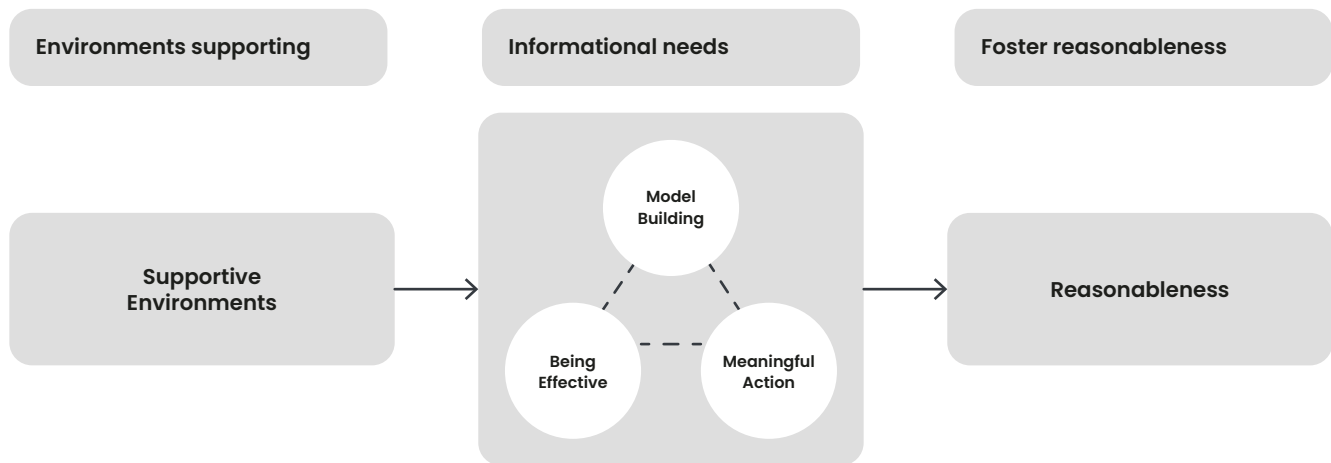 Environments supporting
Informational needs
Foster reasonableness
Model
Building
Supportive
Environments
Reasonableness
Being
Effective
Meaningful
Action